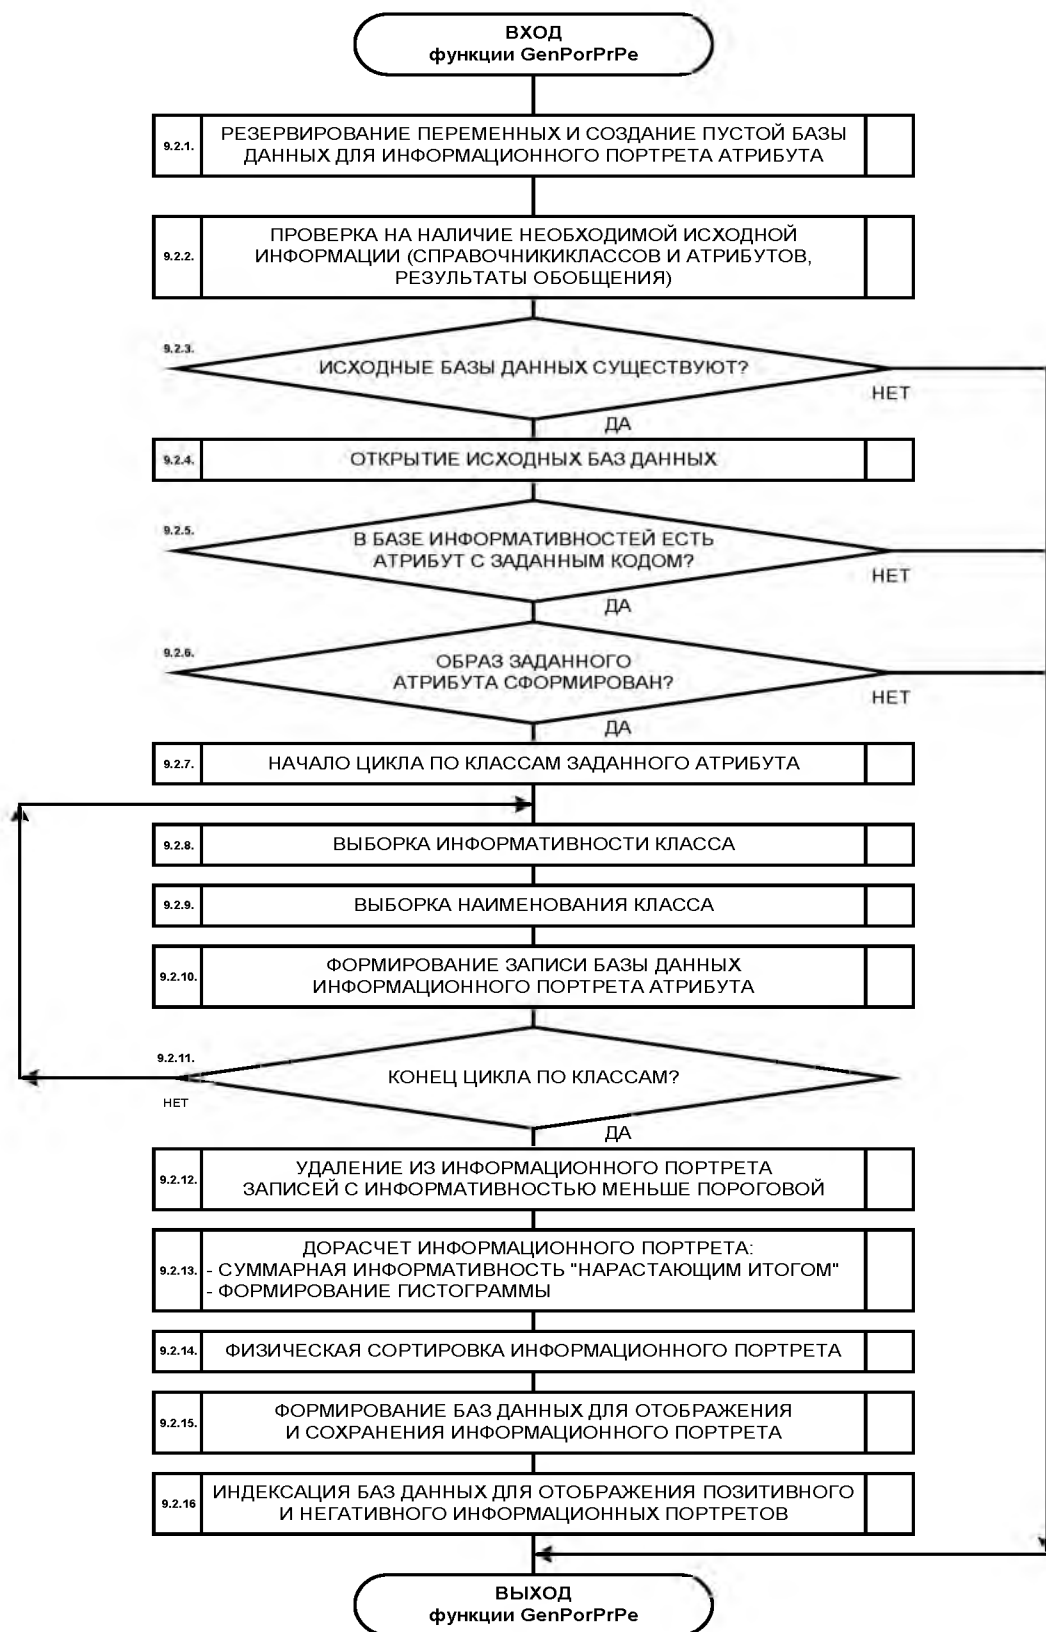 ВХОД
функции GenPorPrPe
9.2.1.
РЕЗЕРВИРОВАНИЕ ПЕРЕМЕННЫХ И СОЗДАНИЕ ПУСТОЙ БАЗЫ
ДАННЫХ ДЛЯ ИНФОРМАЦИОННОГО ПОРТРЕТА АТРИБУТА
9.2.2.
ПРОВЕРКА НА НАЛИЧИЕ НЕОБХОДИМОЙ ИСХОДНОЙ
ИНФОРМАЦИИ (СПРАВОЧНИКИКЛАССОВ И АТРИБУТОВ,
РЕЗУЛЬТАТЫ ОБОБЩЕНИЯ)
9.2.3.
ИСХОДНЫЕ БАЗЫ ДАННЫХ СУЩЕСТВУЮТ?
НЕТ
ДА
9.2.4.
ОТКРЫТИЕ ИСХОДНЫХ БАЗ ДАННЫХ
9.2.5.
В БАЗЕ ИНФОРМАТИВНОСТЕЙ ЕСТЬ
АТРИБУТ С ЗАДАННЫМ КОДОМ?
НЕТ
ДА
9.2.6.
ОБРАЗ ЗАДАННОГО
АТРИБУТА СФОРМИРОВАН?
НЕТ
ДА
9.2.7.
НАЧАЛО ЦИКЛА ПО КЛАССАМ ЗАДАННОГО АТРИБУТА
9.2.8.
ВЫБОРКА ИНФОРМАТИВНОСТИ КЛАССА
9.2.9.
ВЫБОРКА НАИМЕНОВАНИЯ КЛАССА
9.2.10.
ФОРМИРОВАНИЕ ЗАПИСИ БАЗЫ ДАННЫХ
ИНФОРМАЦИОННОГО ПОРТРЕТА АТРИБУТА
9.2.11.
КОНЕЦ ЦИКЛА ПО КЛАССАМ?
НЕТ
ДА
9.2.12.
УДАЛЕНИЕ ИЗ ИНФОРМАЦИОННОГО ПОРТРЕТА
ЗАПИСЕЙ С ИНФОРМАТИВНОСТЬЮ МЕНЬШЕ ПОРОГОВОЙ
9.2.13.
ДОРАСЧЕТ ИНФОРМАЦИОННОГО ПОРТРЕТА:
- СУММАРНАЯ ИНФОРМАТИВНОСТЬ "НАРАСТАЮЩИМ ИТОГОМ"
- ФОРМИРОВАНИЕ ГИСТОГРАММЫ
9.2.14.
ФИЗИЧЕСКАЯ СОРТИРОВКА ИНФОРМАЦИОННОГО ПОРТРЕТА
9.2.15.
ФОРМИРОВАНИЕ БАЗ ДАННЫХ ДЛЯ ОТОБРАЖЕНИЯ
И СОХРАНЕНИЯ ИНФОРМАЦИОННОГО ПОРТРЕТА
9.2.16
ИНДЕКСАЦИЯ БАЗ ДАННЫХ ДЛЯ ОТОБРАЖЕНИЯ ПОЗИТИВНОГО
И НЕГАТИВНОГО ИНФОРМАЦИОННЫХ ПОРТРЕТОВ
ВЫХОД
функции GenPorPrPe